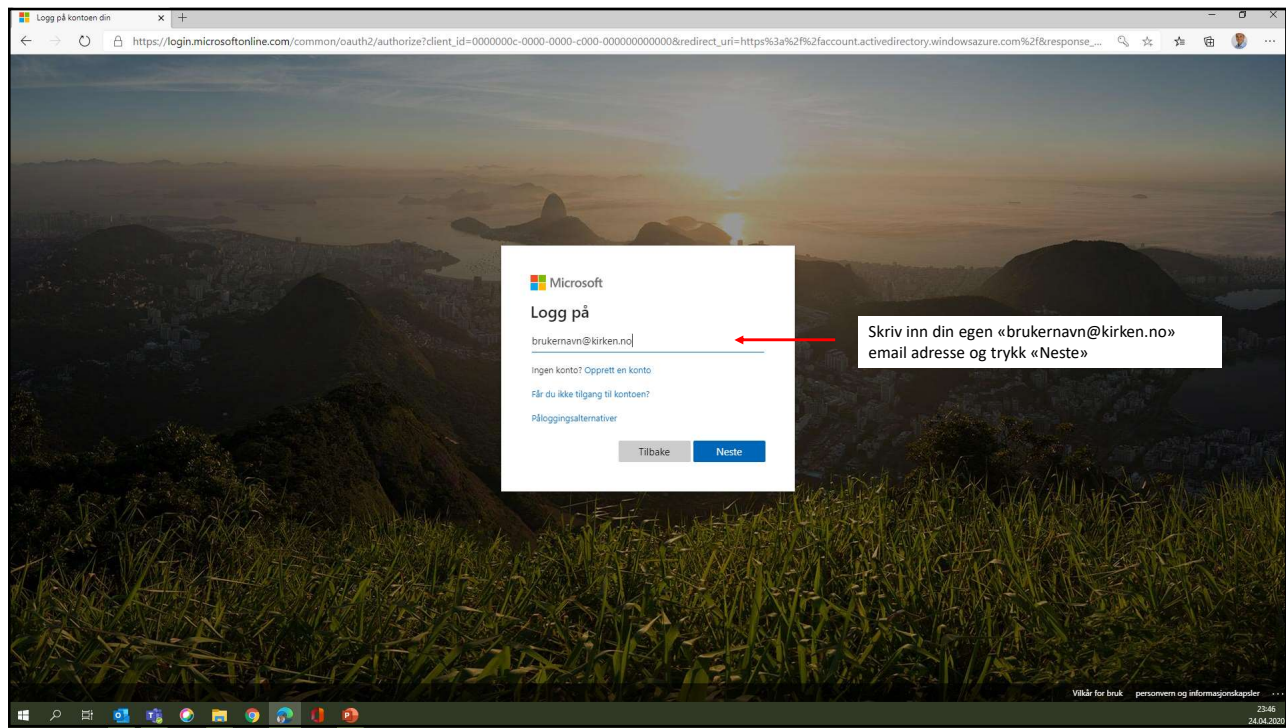 Logg på kontoen din
https://login.microsoftonline.com/common/oauth2/authorize?client_id=0000000c-0000-0000-c000-000000000000&redirect_uri=https%3a%2f%2faccount.activedirectory.windowsazure.com%2f&response_...
Microsoft
Logg på
brukernavn@kirken.no
Ingen konto? Opprett en konto
Får du ikke tilgang til kontoen?
Påloggingsalternativer
Tilbake Neste
Skriv inn din egen «brukernavn@kirken.no»
email adresse og trykk «Neste»
Vilkår for bruk personvern og informasjonskapsler ...
23:46
24.04.2020